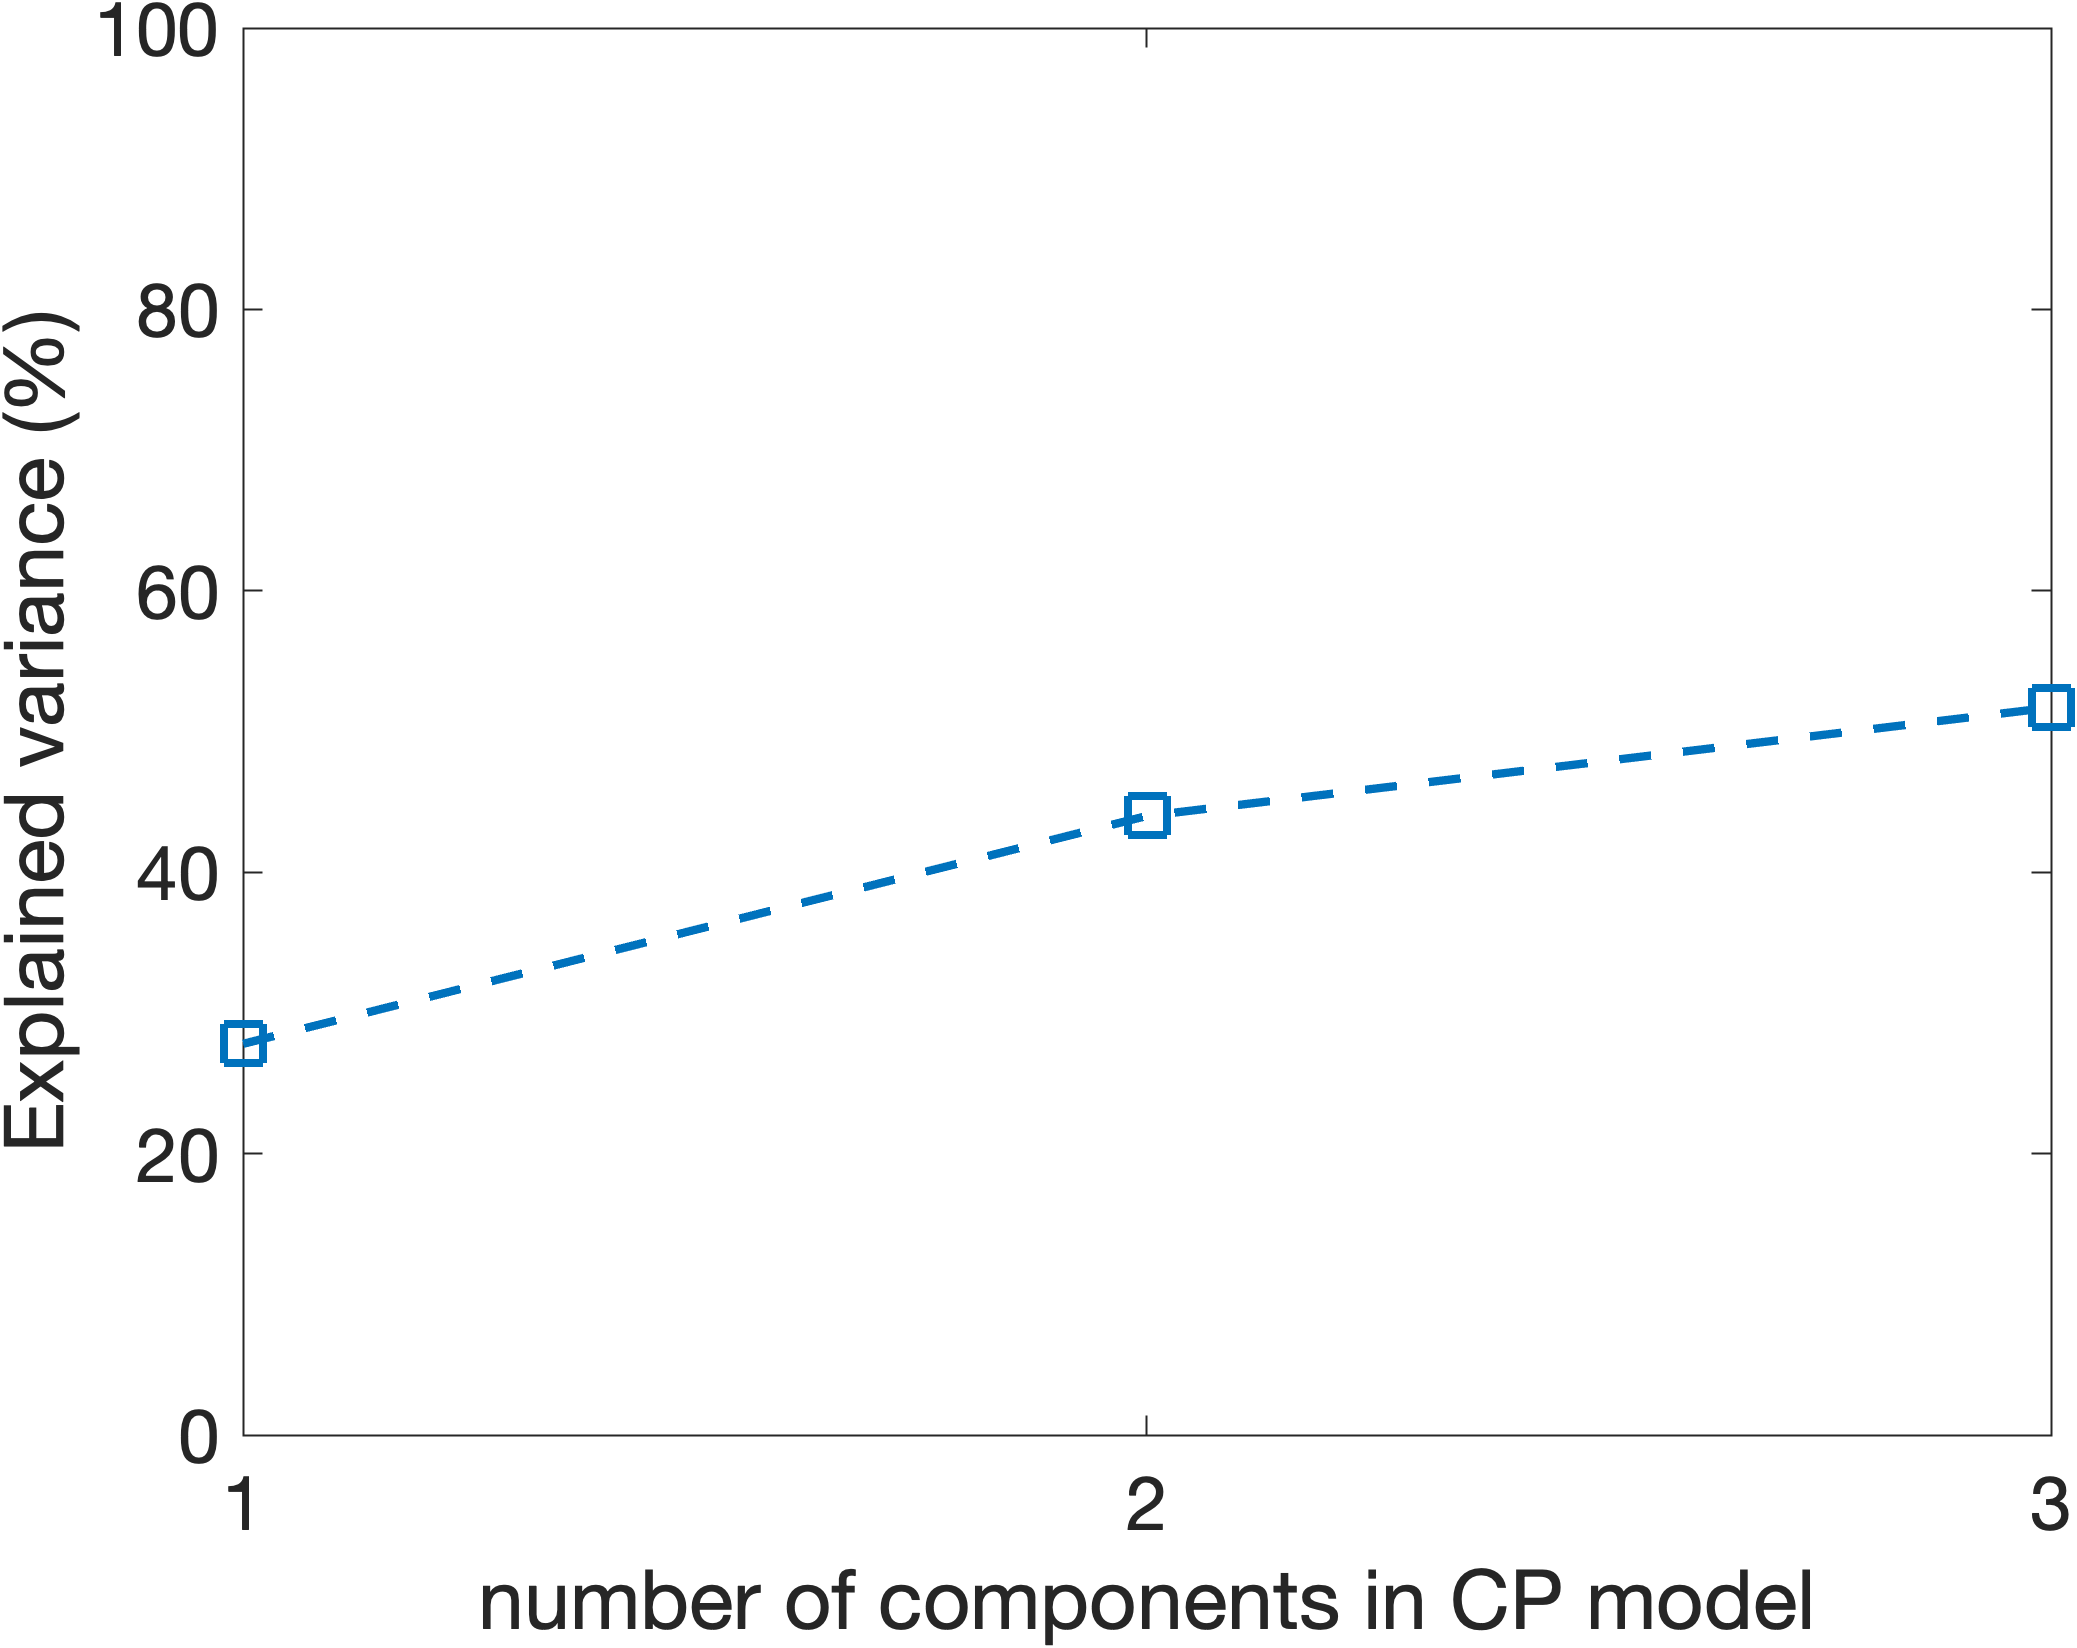 Explained variance (%)
100
80
60
40
20
0
1 2 3
number of components in CP model